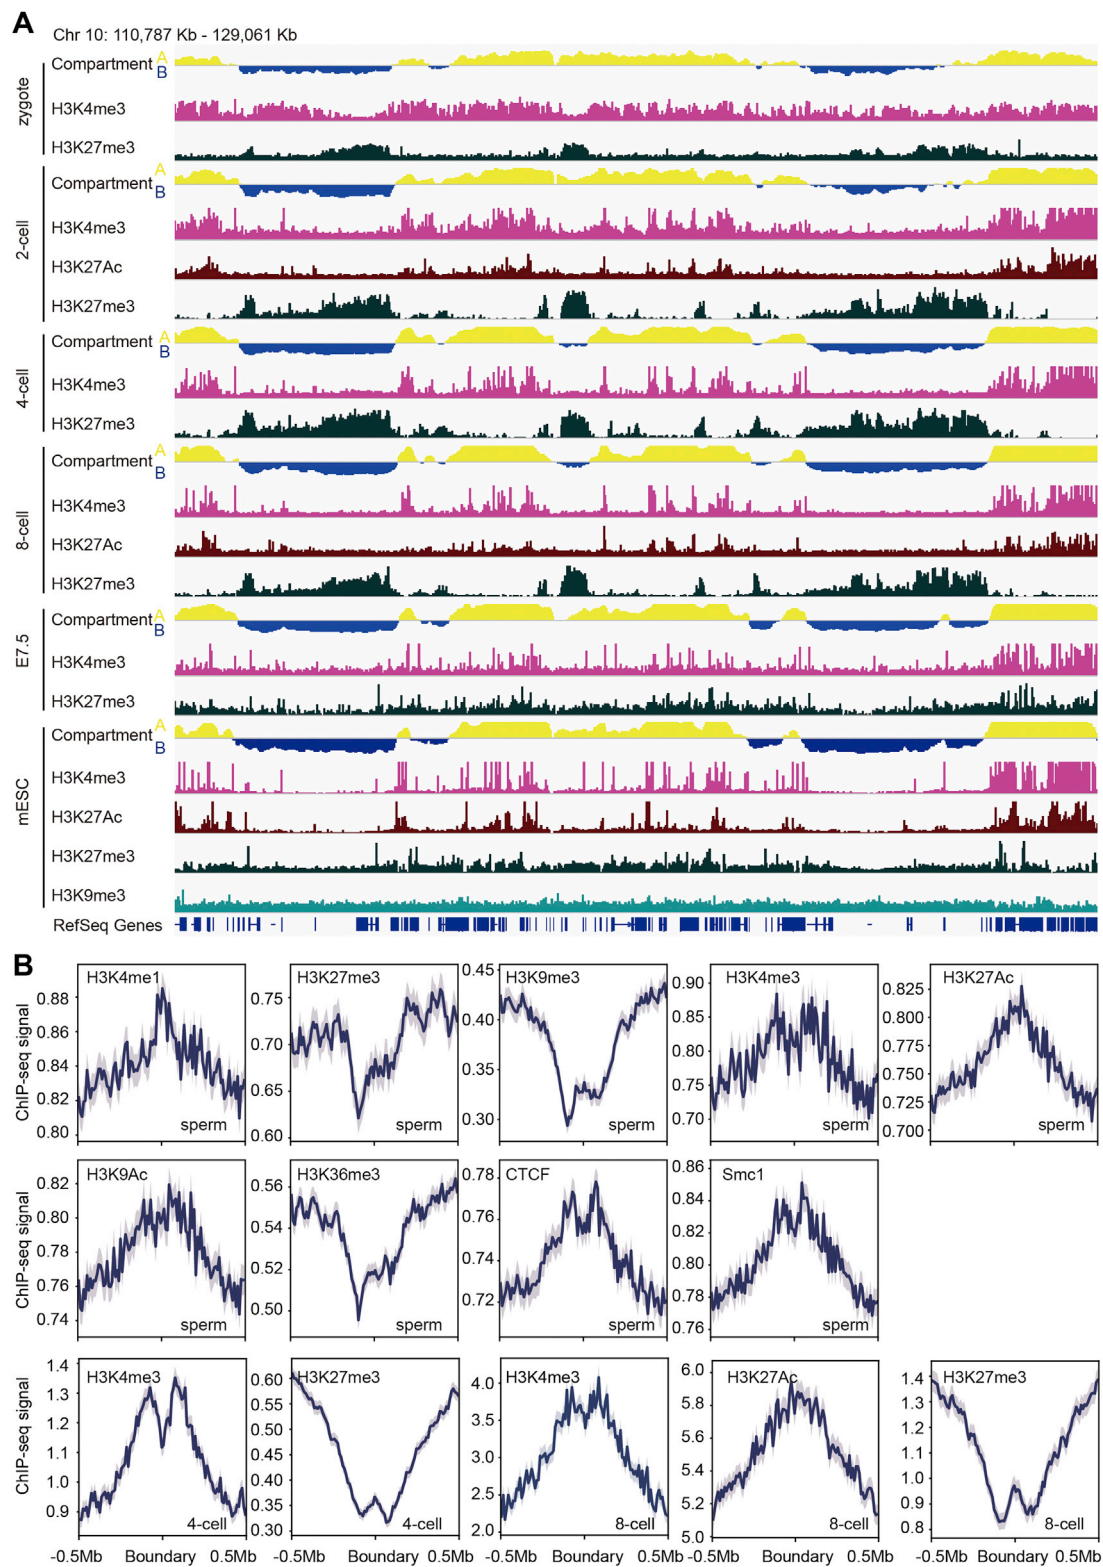 A
Chr 10: 110,787 Kb - 129,061 Kb
zygote
Compartment A
B
H3K4me3
H3K27me3
2-cell
Compartment A
B
H3K4me3
H3K27Ac
H3K27me3
4-cell
Compartment A
B
H3K4me3
H3K27me3
8-cell
Compartment A
B
H3K4me3
H3K27Ac
H3K27me3
E7.5
Compartment A
B
H3K4me3
H3K27me3
mESC
Compartment A
B
H3K4me3
H3K27Ac
H3K27me3
H3K9me3
RefSeq Genes
B
ChIP-seq signal
H3K4me1
0.88
0.86
0.84
0.82
0.80
sperm
H3K27me3
0.75
0.70
0.65
0.60
sperm
H3K9me3
0.45
0.40
0.35
0.30
sperm
H3K4me3
0.90
0.85
0.80
0.75
0.70
sperm
H3K27Ac
0.825
0.800
0.775
0.750
0.725
0.700
sperm
ChIP-seq signal
H3K9Ac
0.82
0.80
0.78
0.76
0.74
sperm
H3K36me3
0.56
0.54
0.52
0.50
sperm
CTCF
0.78
0.76
0.74
0.72
sperm
Smc1
0.86
0.84
0.82
0.80
0.78
0.76
sperm
ChIP-seq signal
H3K4me3
1.4
1.3
1.2
1.1
1.0
0.9
4-cell
H3K27me3
0.60
0.55
0.50
0.45
0.40
0.35
0.30
4-cell
H3K4me3
4.0
3.5
3.0
2.5
2.0
8-cell
H3K27Ac
6.0
5.8
5.6
5.4
5.2
5.0
8-cell
H3K27me3
1.4
1.3
1.2
1.1
1.0
0.9
0.8
8-cell
-0.5Mb Boundary 0.5Mb
-0.5Mb Boundary 0.5Mb
-0.5Mb Boundary 0.5Mb
-0.5Mb Boundary 0.5Mb
-0.5Mb Boundary 0.5Mb